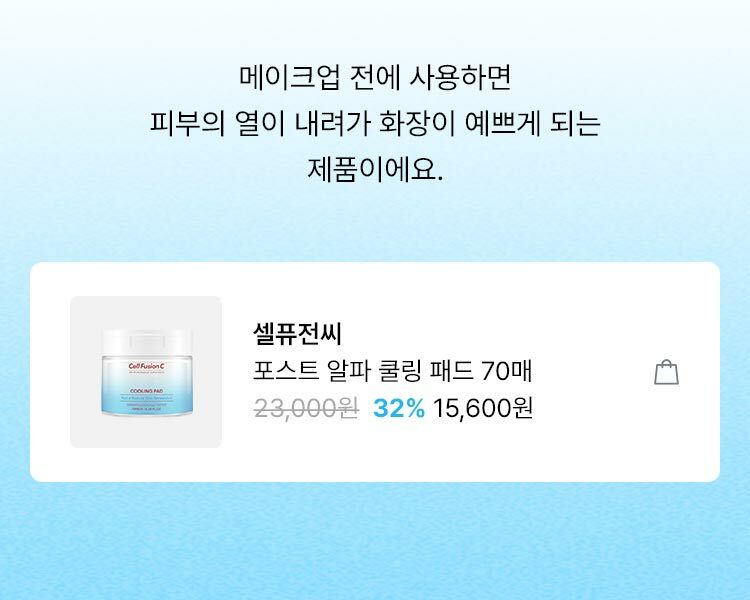 메이크업 전에 사용하면
피부의 열이 내려가 화장이 예쁘게 되는
제품이에요.
Cell Fusion C
COOLING PAD
셀퓨전씨
포스트 알파 쿨링 패드 70매
23,000원 32% 15,600원